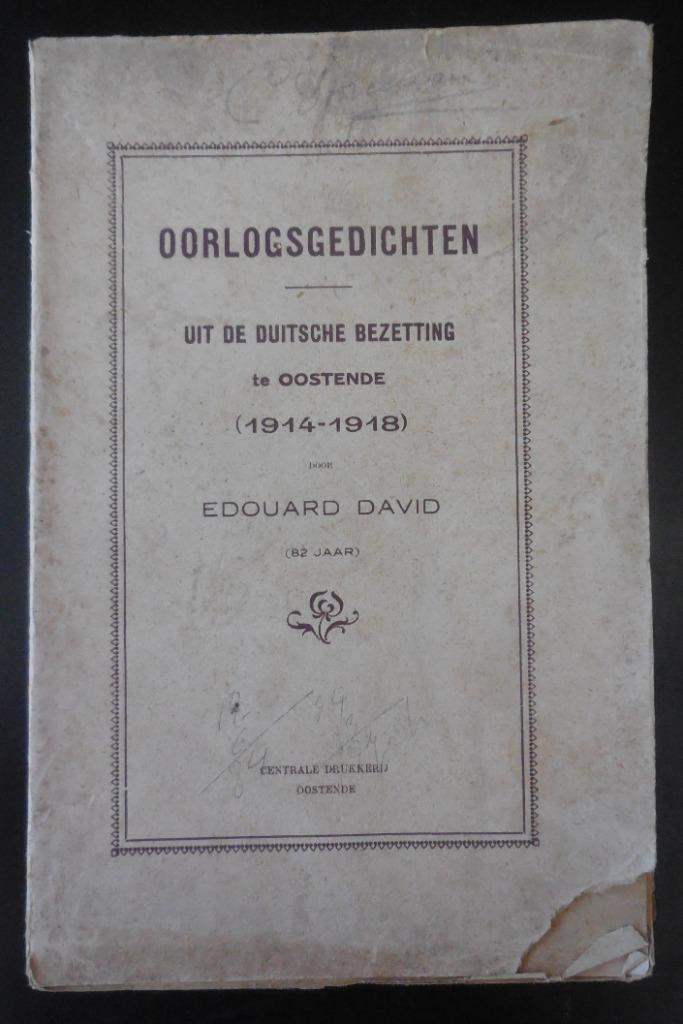 OORLOGSGEDICHTEN
UIT DE DUITSCHE BEZETTING
te OOSTENDE
(1914-1918)
DOOR
EDOUARD DAVID
(82 JAAR)
CENTRALE DRUKKERIJ
OOSTENDE